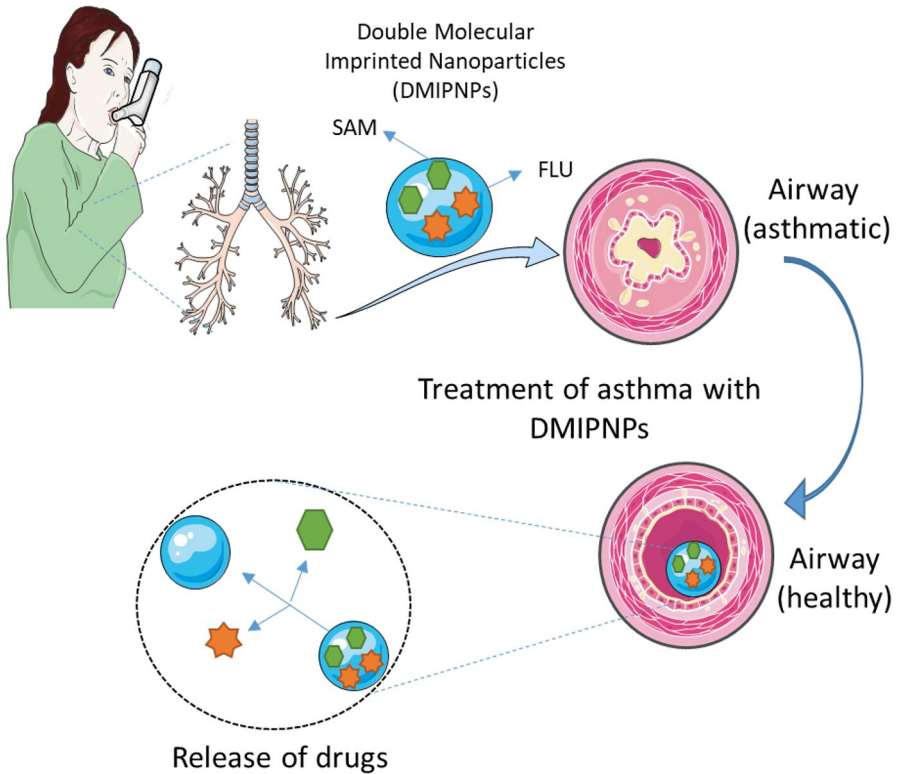 Double Molecular
Imprinted Nanoparticles
(DMIPNPs)
SAM
FLU
Airway
(asthmatic)
Treatment of asthma with
DMIPNPs
Airway
(healthy)
Release of drugs